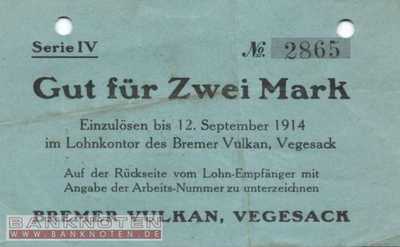 Serie IV
No. 2865
Gut für Zwei Mark
Einzulösen bis 12. September 1914
im Lohnkontor des Bremer Vulkan, Vegesack
Auf der Rückseite vom Lohn-Empfänger mit
Angabe der Arbeits-Nummer zu unterzeichnen
BREMER VULKAN, VEGESACK
BANKNOTEN
WWW.BANKNOTEN.DE